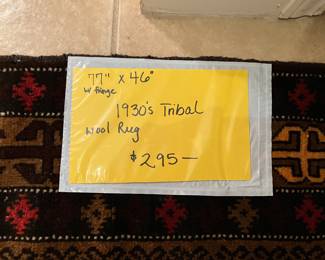 77" x 46"
w/ fringe
1930's Tribal
wool Rug
$295—